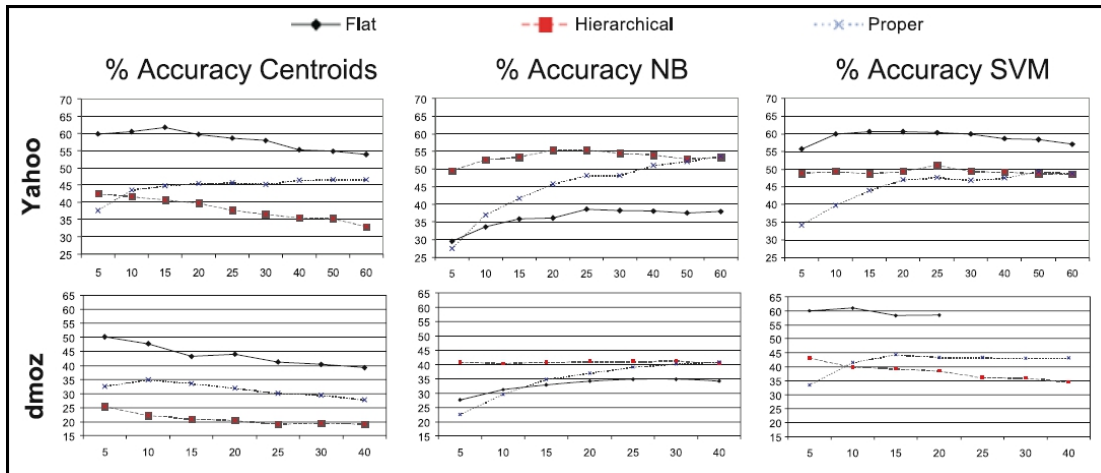 Flat Hierarchical Proper
% Accuracy Centroids % Accuracy NB % Accuracy SVM
Yahoo
70 70 70
65 65 65
60 60 60
55 55 55
50 50 50
45 45 45
40 40 40
35 35 35
30 30 30
25 25 25
5 10 15 20 25 30 40 50 60 5 10 15 20 25 30 40 50 60 5 10 15 20 25 30 40 50 60
dmoz
65 65 65
60 60 60
55 55 55
50 50 50
45 45 45
40 40 40
35 35 35
30 30 30
25 25 25
20 20 20
15 15 15
5 10 15 20 25 30 40 5 10 15 20 25 30 40 5 10 15 20 25 30 40